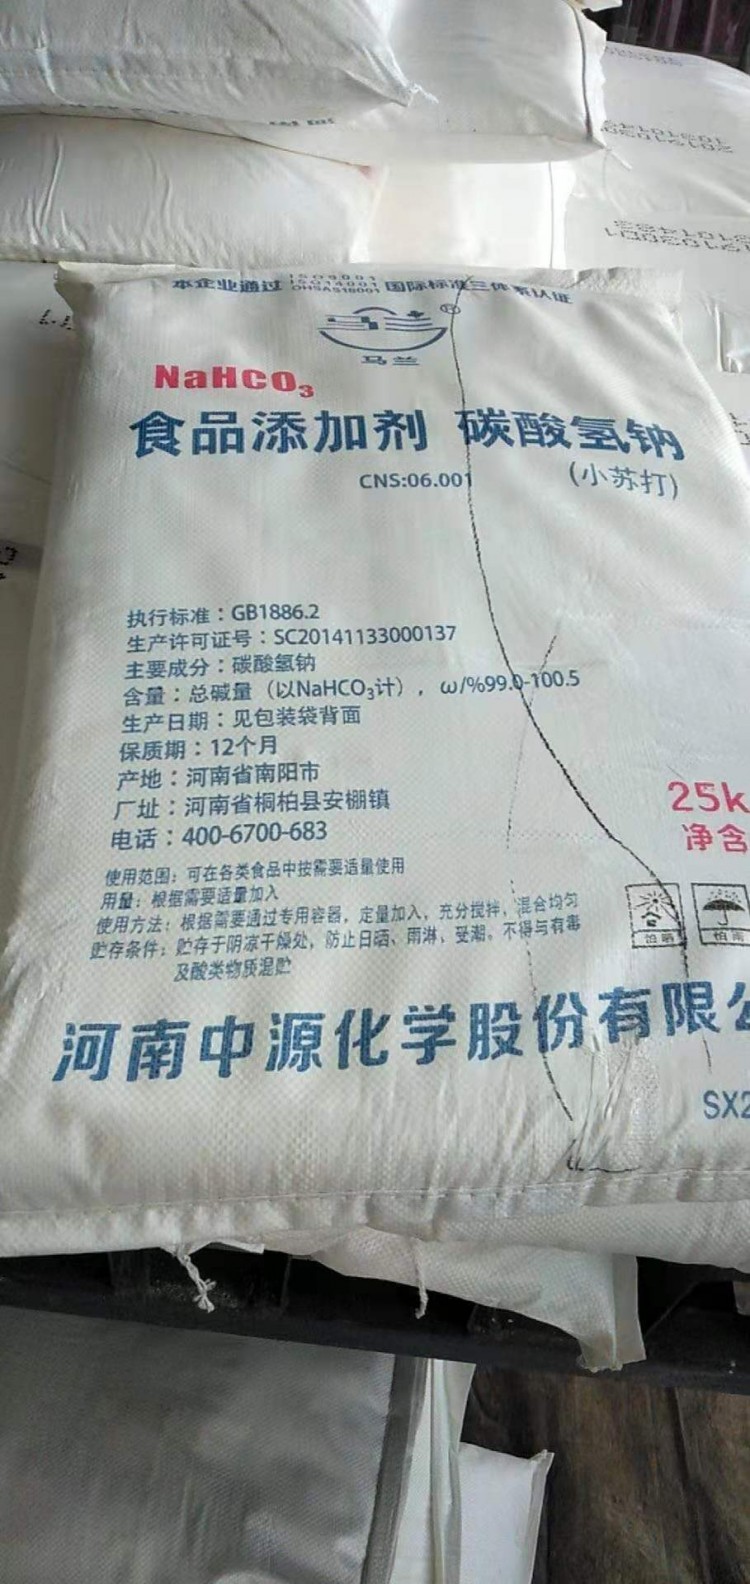 本企业通过 ISO9001 ISO14001 OHSAS18001 国际标准三体系认证
®
马兰
NaHCO₃
食品添加剂 碳酸氢钠
CNS:06.001 (小苏打)
执行标准:GB1886.2
生产许可证号:SC20141133000137
主要成分:碳酸氢钠
含量:总碱量(以NaHCO₃计),ω/%99.0-100.5
生产日期:见包装袋背面
保质期:12个月
产地:河南省南阳市
厂址:河南省桐柏县安棚镇
电话:400-6700-683
25k
净含
使用范围:可在各类食品中按需要适量使用
用量:根据需要适量加入
使用方法:根据需要通过专用容器,定量加入,充分搅拌,混合均匀
贮存条件:贮存于阴凉干燥处,防止日晒、雨淋、受潮。不得与有毒
及酸类物质混贮
怕晒 怕雨
河南中源化学股份有限公
SX2